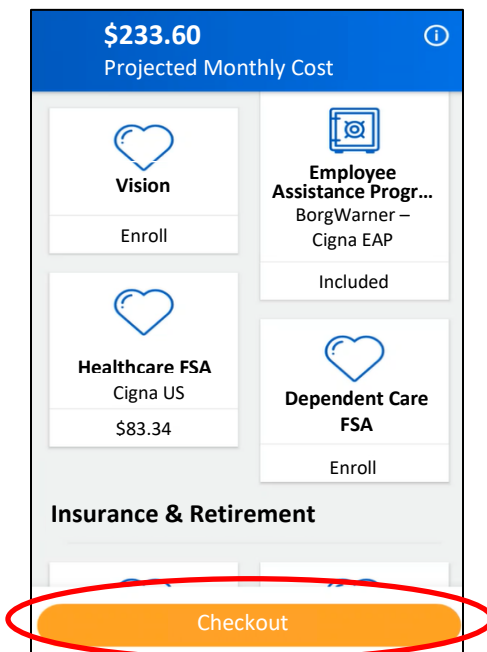 $233.60
Projected Monthly Cost
Vision
Enroll
Employee
Assistance Progr...
BorgWarner –
Cigna EAP
Included
Healthcare FSA
Cigna US
$83.34
Dependent Care
FSA
Enroll
Insurance & Retirement
Checkout